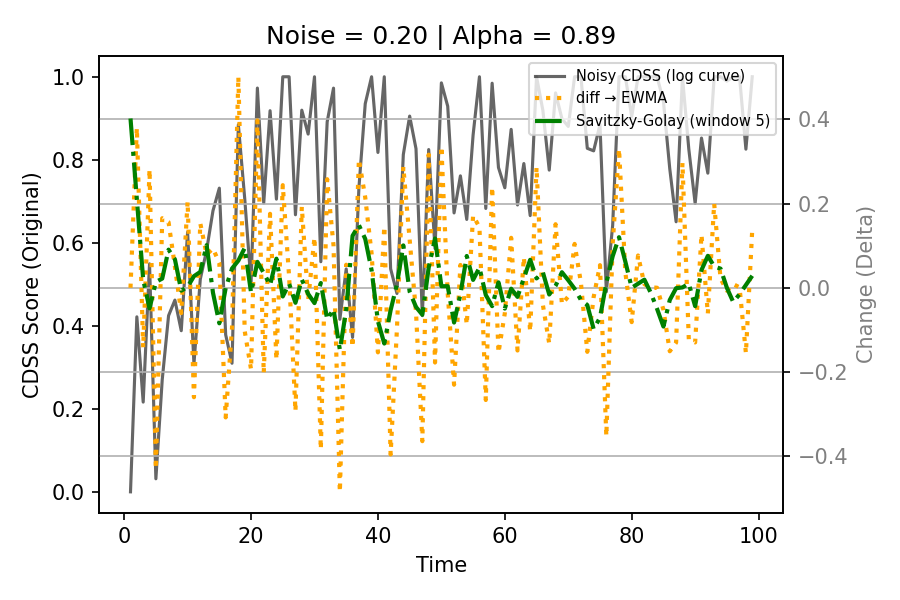 Noise = 0.20 | Alpha = 0.89
Noisy CDSS (log curve)
diff → EWMA
Savitzky-Golay (window 5)
CDSS Score (Original)
1.0
0.8
0.6
0.4
0.2
0.0
0.4
0.2
0.0
−0.2
−0.4
Change (Delta)
0 20 40 60 80 100
Time